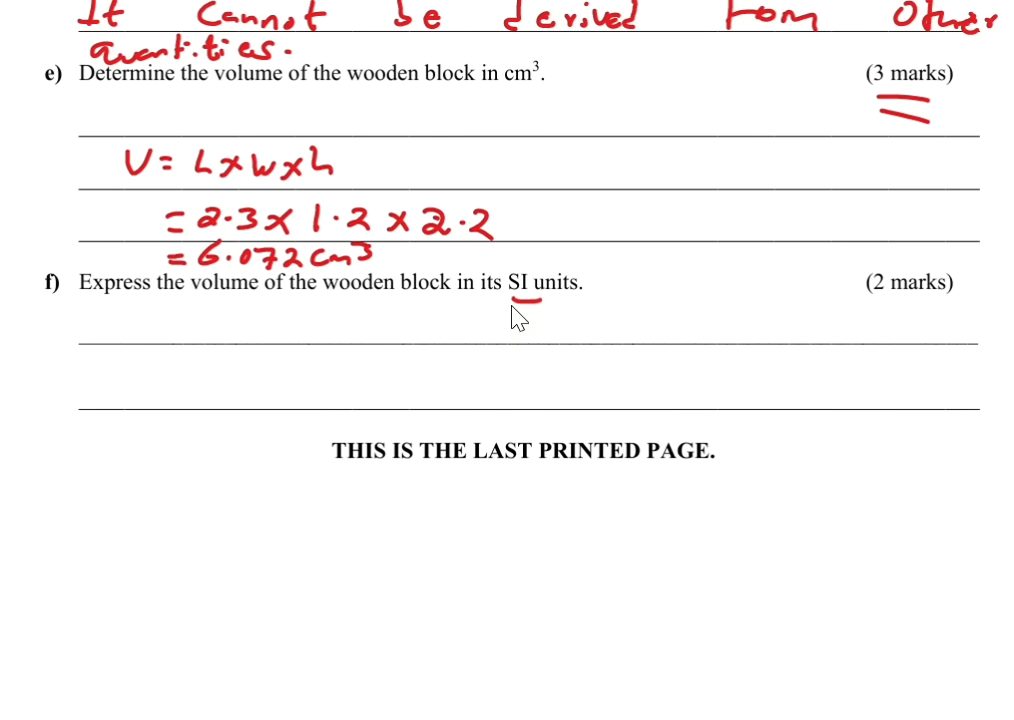 It cannot be derived from other
quantities.
e) Determine the volume of the wooden block in cm³. (3 marks)
V = L x W x h
= 2.3 x 1.2 x 2.2
= 6.072 cm³
f) Express the volume of the wooden block in its SI units. (2 marks)
THIS IS THE LAST PRINTED PAGE.